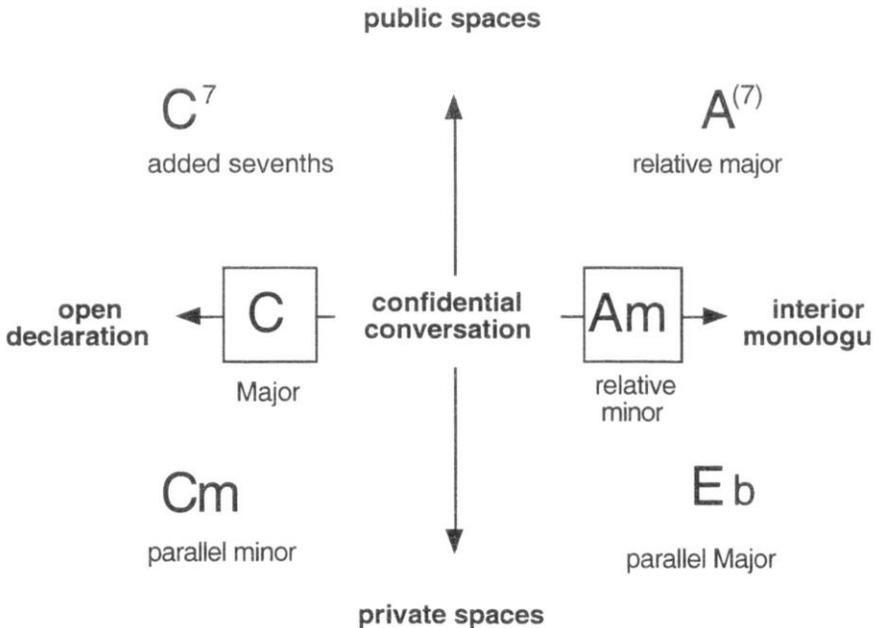 public spaces
C7
A(7)
added sevenths
relative major
open
declaration
C
confidential
conversation
Am
interior
monologu
Major
relative
minor
Cm
Eb
parallel minor
parallel Major
private spaces